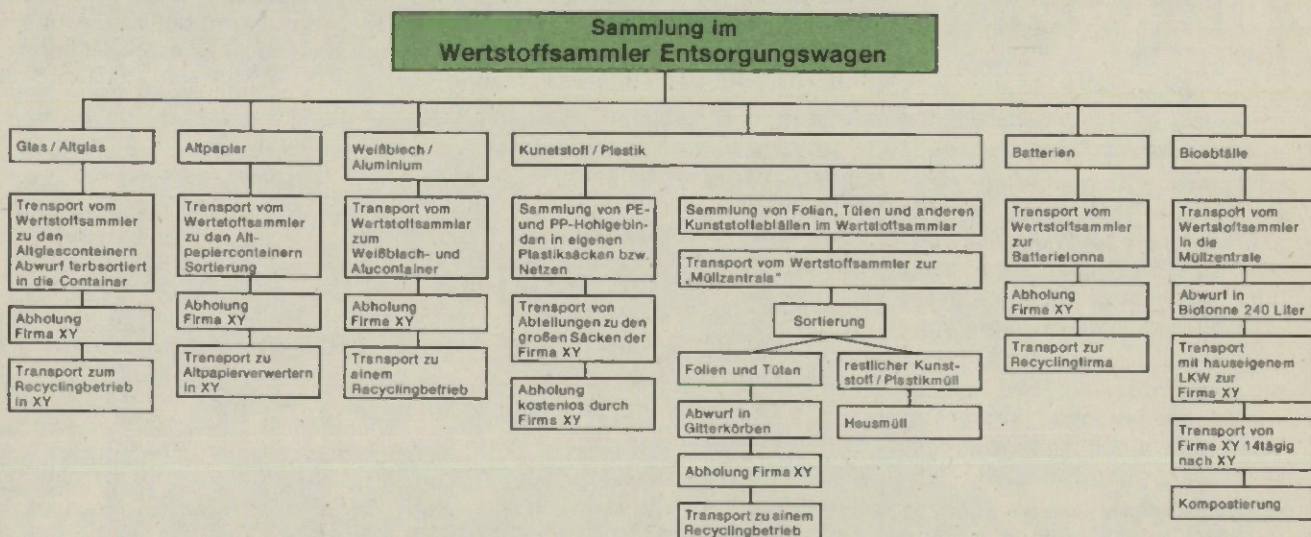 Sammlung im
Wertstoffsammler Entsorgungswagen
Glas / Altglas
Transport vom
Wertstoffsammler
zu den
Altglascontainern
Abwurf farbsortiert
in die Container
Abholung
Firma XY
Transport zum
Recyclingbetrieb
in XY
Altpapier
Transport vom
Wertstoffsammler
zu den Alt-
papiercontainern
Sortierung
Abholung
Firma XY
Transport zu
Altpapierverwertern
in XY
Weißblech /
Aluminium
Transport vom
Wertstoffsammler
zum
Weißblech- und
Alucontainer
Abholung
Firma XY
Transport zu
einem
Recyclingbetrieb
Kunststoff / Plastik
Sammlung von PE-
und PP-Hohlgebin-
den in eigenen
Plastiksäcken bzw.
Netzen
Transport von
Abteilungen zu den
großen Säcken der
Firma XY
Abholung
kostenlos durch
Firma XY
Sammlung von Folien, Tüten und anderen
Kunststoffabfällen im Wertstoffsammler
Transport vom Wertstoffsammler zur
„Müllzentrale“
Sortierung
Folien und Tüten
Abwurf in
Gitterkörben
Abholung Firma XY
Transport zu einem
Recyclingbetrieb
restlicher Kunst-
stoff / Plastikmüll
Hausmüll
Batterien
Transport vom
Wertstoffsammler
zur
Batterietonne
Abholung
Firma XY
Transport zur
Recyclingfirma
Bioabfälle
Transport vom
Wertstoffsammler
in die
Müllzentrale
Abwurf in
Biotonne 240 Liter
Transport
mit hauseigenem
LKW zur
Firma XY
Transport von
Firma XY 14tägig
nach XY
Kompostierung